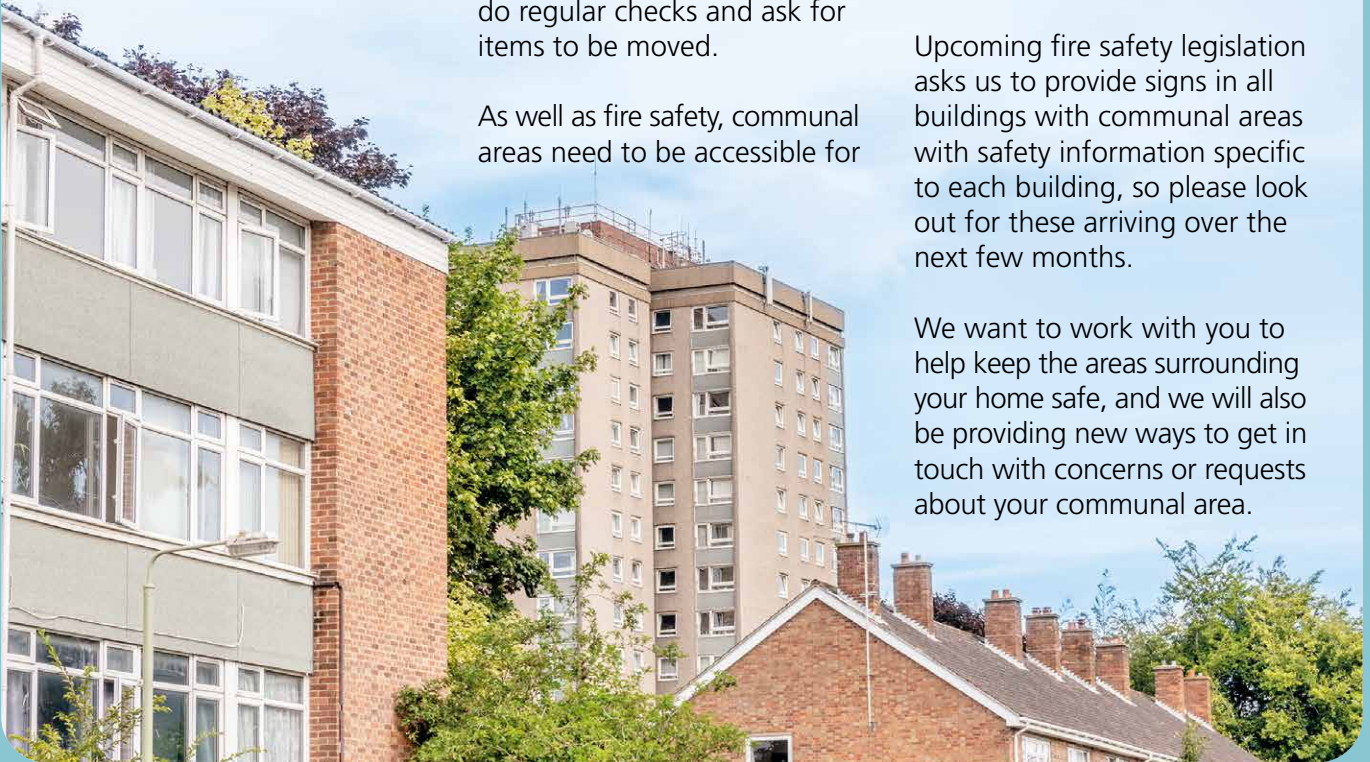 do regular checks and ask for
items to be moved.
As well as fire safety, communal
areas need to be accessible for
Upcoming fire safety legislation
asks us to provide signs in all
buildings with communal areas
with safety information specific
to each building, so please look
out for these arriving over the
next few months.
We want to work with you to
help keep the areas surrounding
your home safe, and we will also
be providing new ways to get in
touch with concerns or requests
about your communal area.